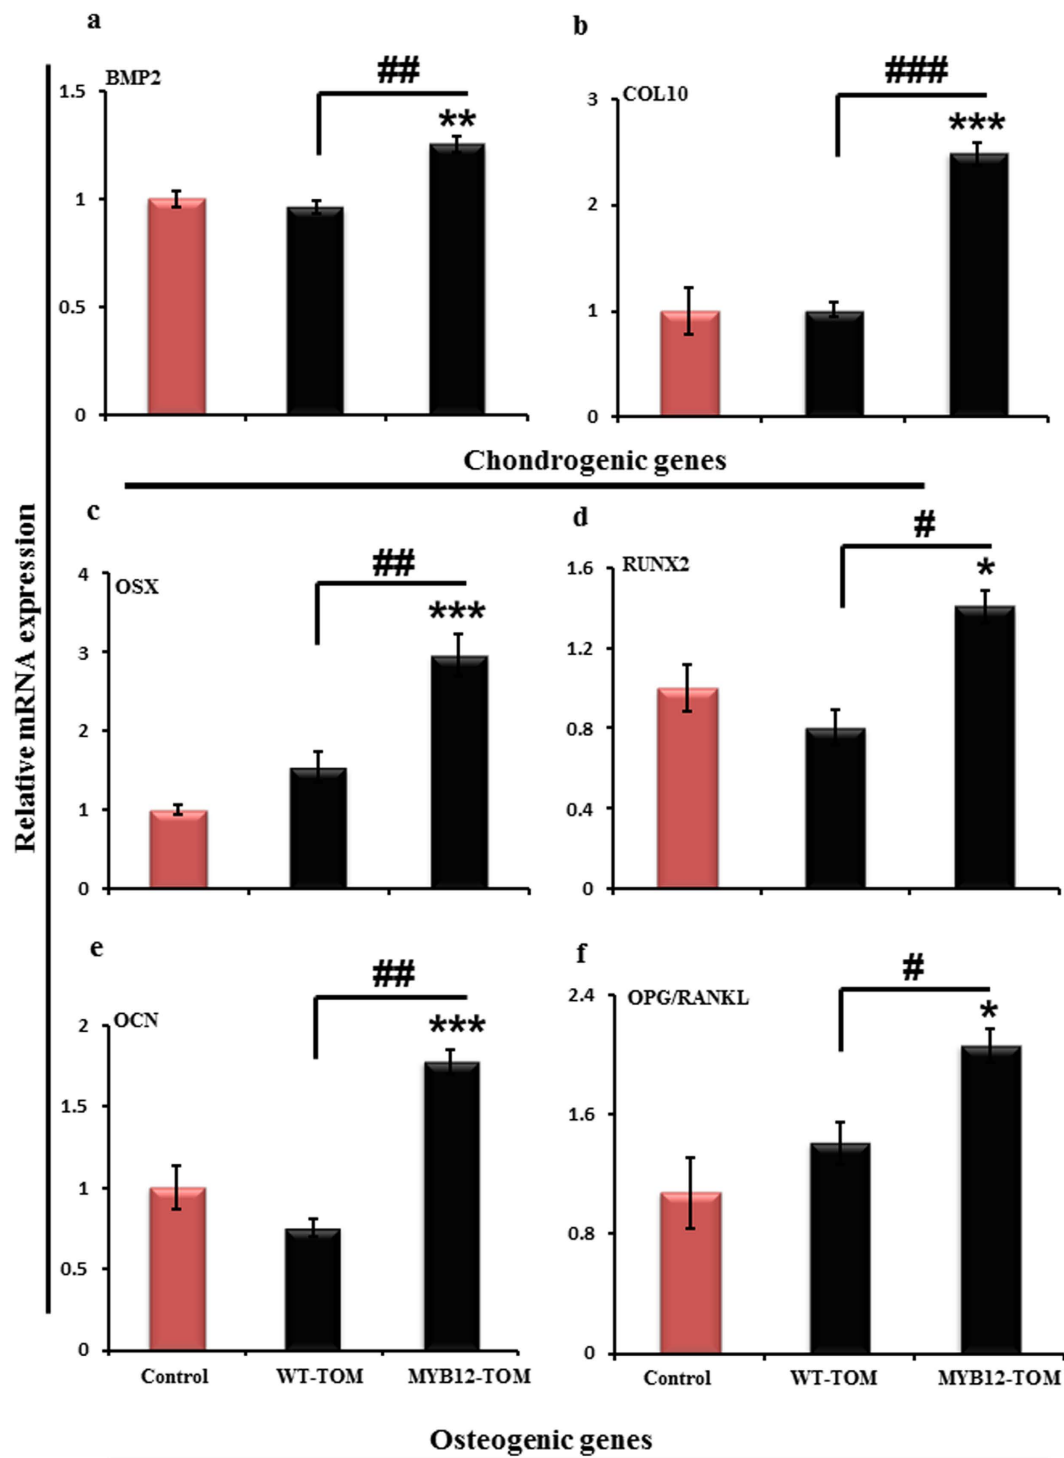 a
BMP2
##
**
1.5
1
0.5
0
b
COL10
###
***
3
2
1
0
Chondrogenic genes
Relative mRNA expression
c
OSX
##
***
4
3
2
1
0
d
RUNX2
#
*
1.6
1.2
0.8
0.4
0
e
OCN
##
***
2
1.5
1
0.5
0
Control WT-TOM MYB12-TOM
f
OPG/RANKL
#
*
2.4
1.6
0.8
0
Control WT-TOM MYB12-TOM
Osteogenic genes